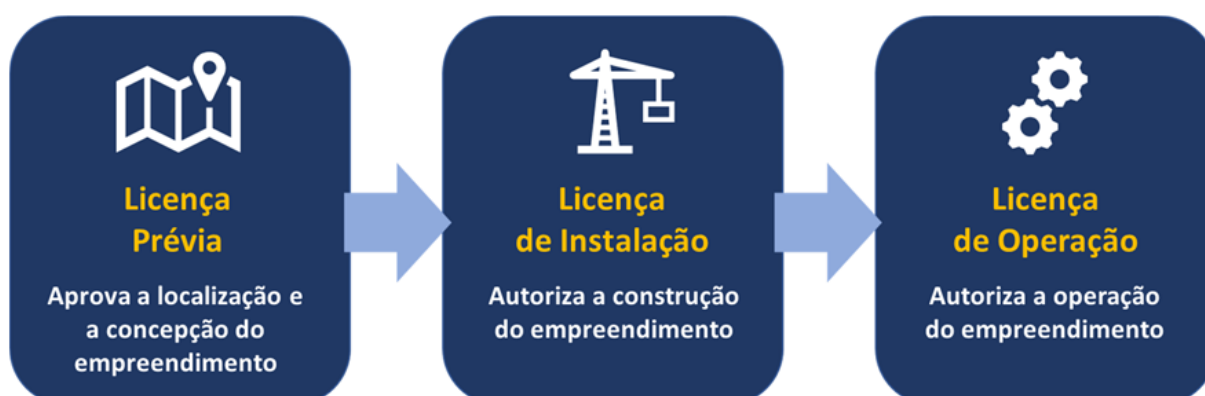 Licença
Prévia
Aprova a localização e
a concepção do
empreendimento
Licença
de Instalação
Autoriza a construção
do empreendimento
Licença
de Operação
Autoriza a operação
do empreendimento